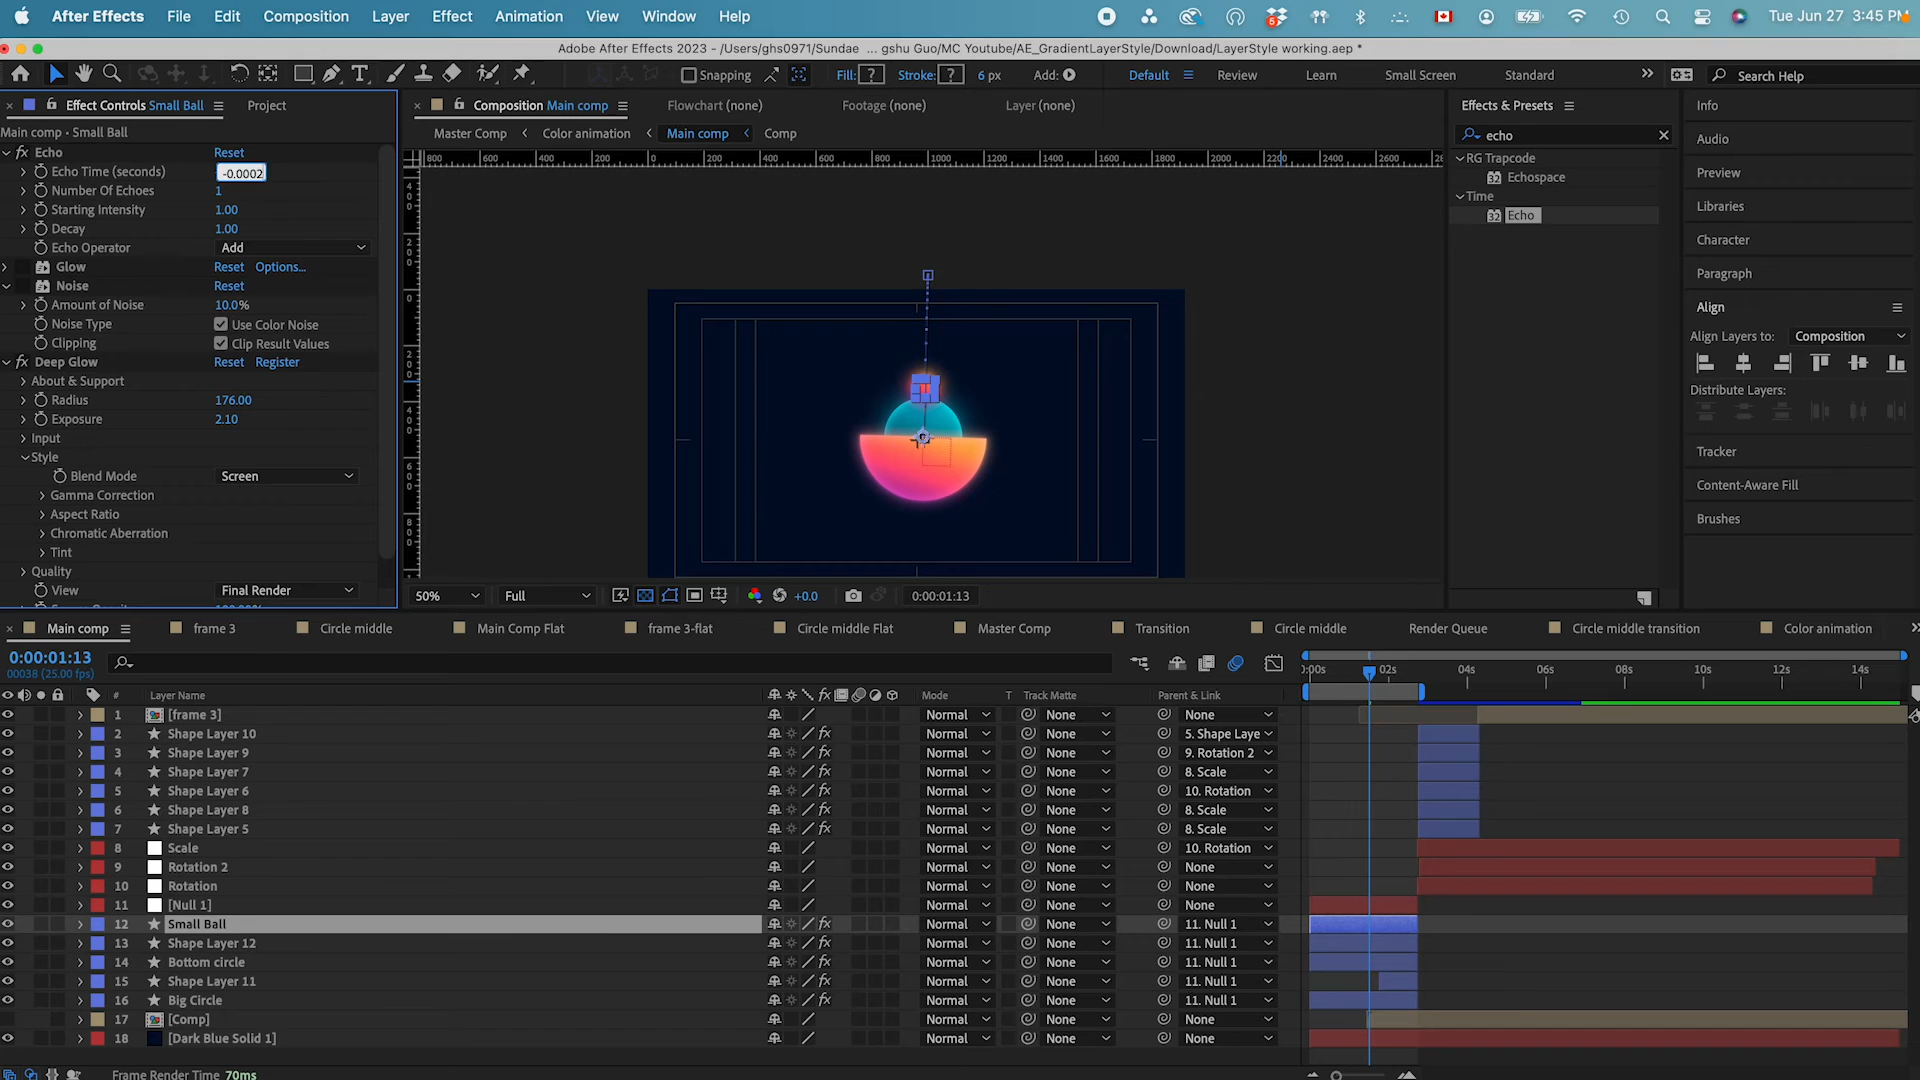 After Effects File Edit Composition Layer Effect Animation View Window Help 5 Tue Jun 27 3:45 PM
Adobe After Effects 2023 - /Users/ghs0971/Sundae ... gshu Guo/MC Youtube/AE_GradientLayerStyle/Download/LayerStyle working.aep *
Snapping Fill: ? Stroke: ? 6 px Add: Default Review Learn Small Screen Standard Search Help
Effect Controls Small Ball Project
Composition Main comp Flowchart (none) Footage (none) Layer (none)
Effects & Presets Info
Main comp • Small Ball
Master Comp Color animation Main comp Comp
echo
Audio
Echo Reset
RG Trapcode
Echo Time (seconds) -0.0002
Echospace
Preview
Number Of Echoes 1
Time
Starting Intensity 1.00
Libraries
Echo
Decay 1.00
Echo Operator Add
Character
Glow Reset Options...
Paragraph
Noise Reset
Amount of Noise 10.0%
Align
Noise Type Use Color Noise
Align Layers to: Composition
Clipping Clip Result Values
Deep Glow Reset Register
About & Support
Distribute Layers:
Radius 176.00
Exposure 2.10
Input
Tracker
Style
Blend Mode Screen
Content-Aware Fill
Gamma Correction
Aspect Ratio
Brushes
Chromatic Aberration
Tint
Quality
View Final Render
50% Full +0.0 0:00:01:13
Main comp frame 3 Circle middle Main Comp Flat frame 3-flat Circle middle Flat Master Comp Transition Circle middle Render Queue Circle middle transition Color animation
0:00:01:13
00038 (25.00 fps)
:00s 02s 04s 06s 08s 10s 12s 14s
# Layer Name Mode T Track Matte Parent & Link
1 [frame 3] Normal None None
2 Shape Layer 10 Normal None 5. Shape Laye
3 Shape Layer 9 Normal None 9. Rotation 2
4 Shape Layer 7 Normal None 8. Scale
5 Shape Layer 6 Normal None 10. Rotation
6 Shape Layer 8 Normal None 8. Scale
7 Shape Layer 5 Normal None 8. Scale
8 Scale Normal None 10. Rotation
9 Rotation 2 Normal None None
10 Rotation Normal None None
11 [Null 1] Normal None None
12 Small Ball Normal None 11. Null 1
13 Shape Layer 12 Normal None 11. Null 1
14 Bottom circle Normal None 11. Null 1
15 Shape Layer 11 Normal None 11. Null 1
16 Big Circle Normal None 11. Null 1
17 [Comp] Normal None None
18 [Dark Blue Solid 1] Normal None None
Frame Render Time 70ms